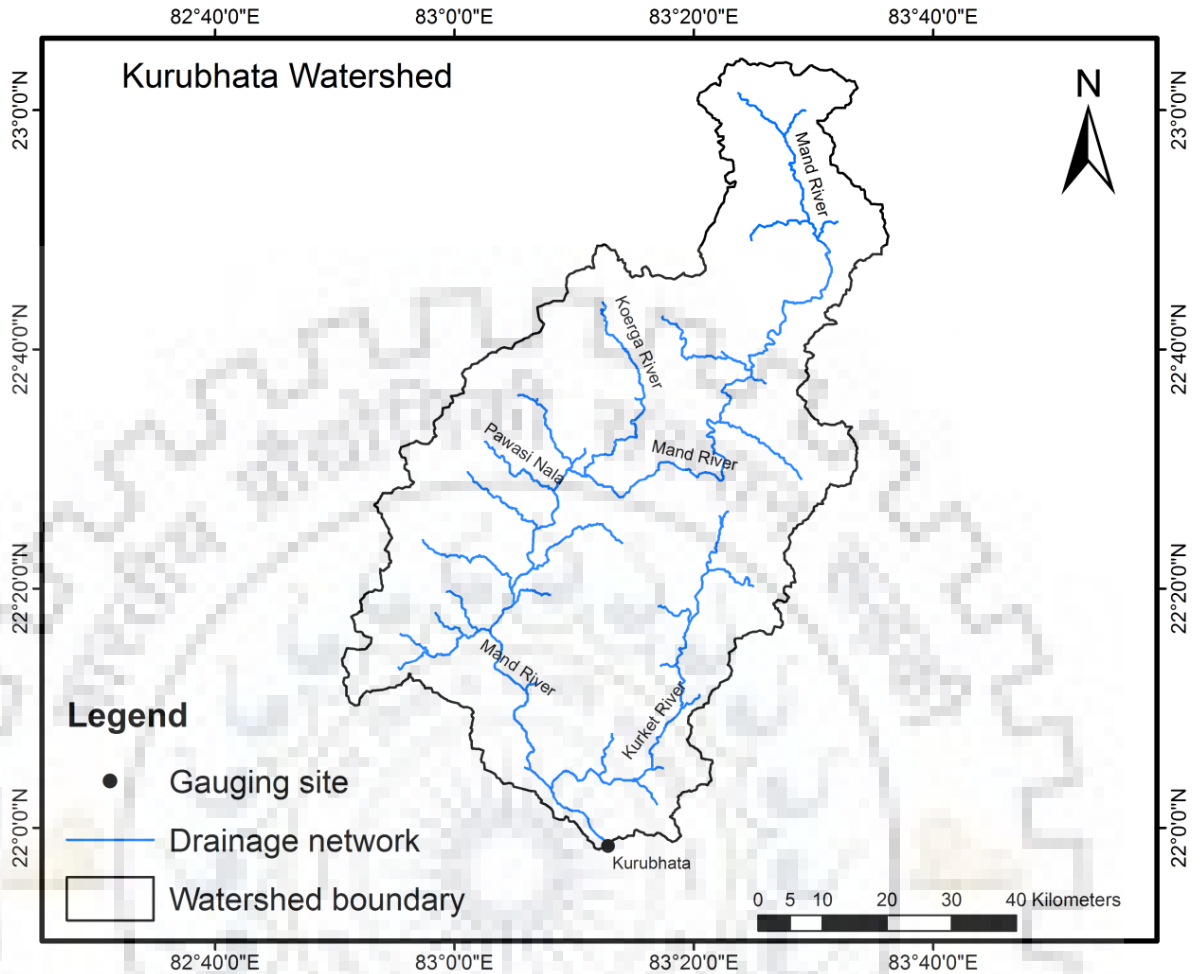 82°40'0"E 83°0'0"E 83°20'0"E 83°40'0"E
Kurubhata Watershed
N
23°0'0"N
23°0'0"N
Mand River
Koerga River
22°40'0"N
22°40'0"N
Pawasi Nala
Mand River
22°20'0"N
22°20'0"N
Mand River
Kurket River
Legend
Gauging site
Drainage network
Watershed boundary
22°0'0"N
22°0'0"N
Kurubhata
0 5 10 20 30 40 Kilometers
82°40'0"E 83°0'0"E 83°20'0"E 83°40'0"E